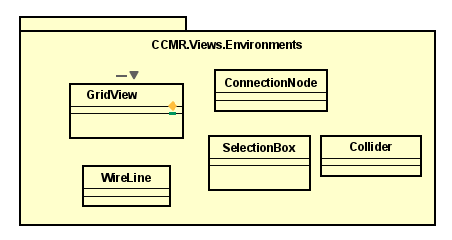 CCMR.Views.Environments
GridView
ConnectionNode
SelectionBox
Collider
WireLine